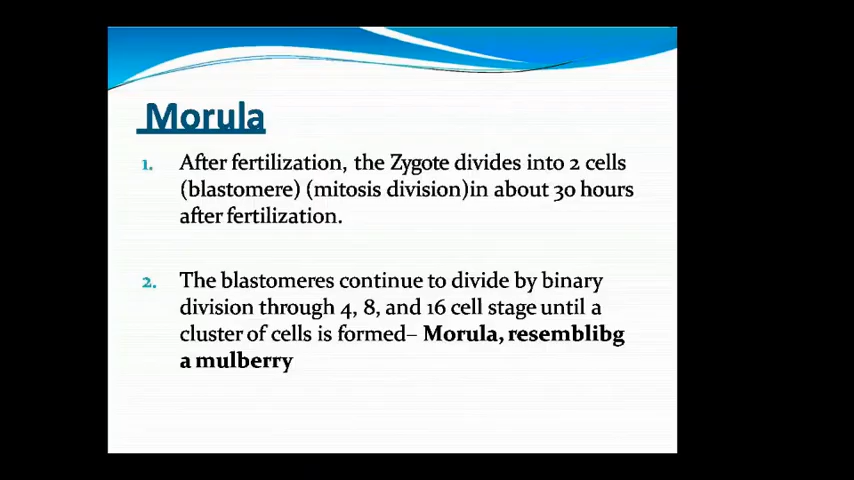 Morula
1. After fertilization, the Zygote divides into 2 cells
(blastomere) (mitosis division)in about 30 hours
after fertilization.
2. The blastomeres continue to divide by binary
division through 4, 8, and 16 cell stage until a
cluster of cells is formed– Morula, resemblibg
a mulberry